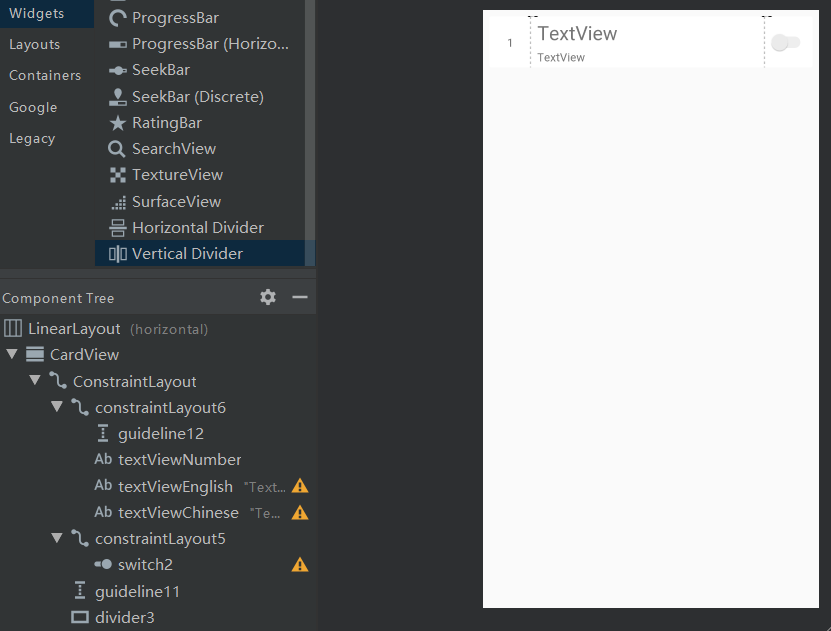 Widgets
Layouts
Containers
Google
Legacy
ProgressBar
ProgressBar (Horizo...
SeekBar
SeekBar (Discrete)
RatingBar
SearchView
TextureView
SurfaceView
Horizontal Divider
Vertical Divider
Component Tree
LinearLayout (horizontal)
CardView
ConstraintLayout
constraintLayout6
guideline12
Ab textViewNumber
Ab textViewEnglish "Text...
Ab textViewChinese "Te...
constraintLayout5
switch2
guideline11
divider3
1
TextView
TextView